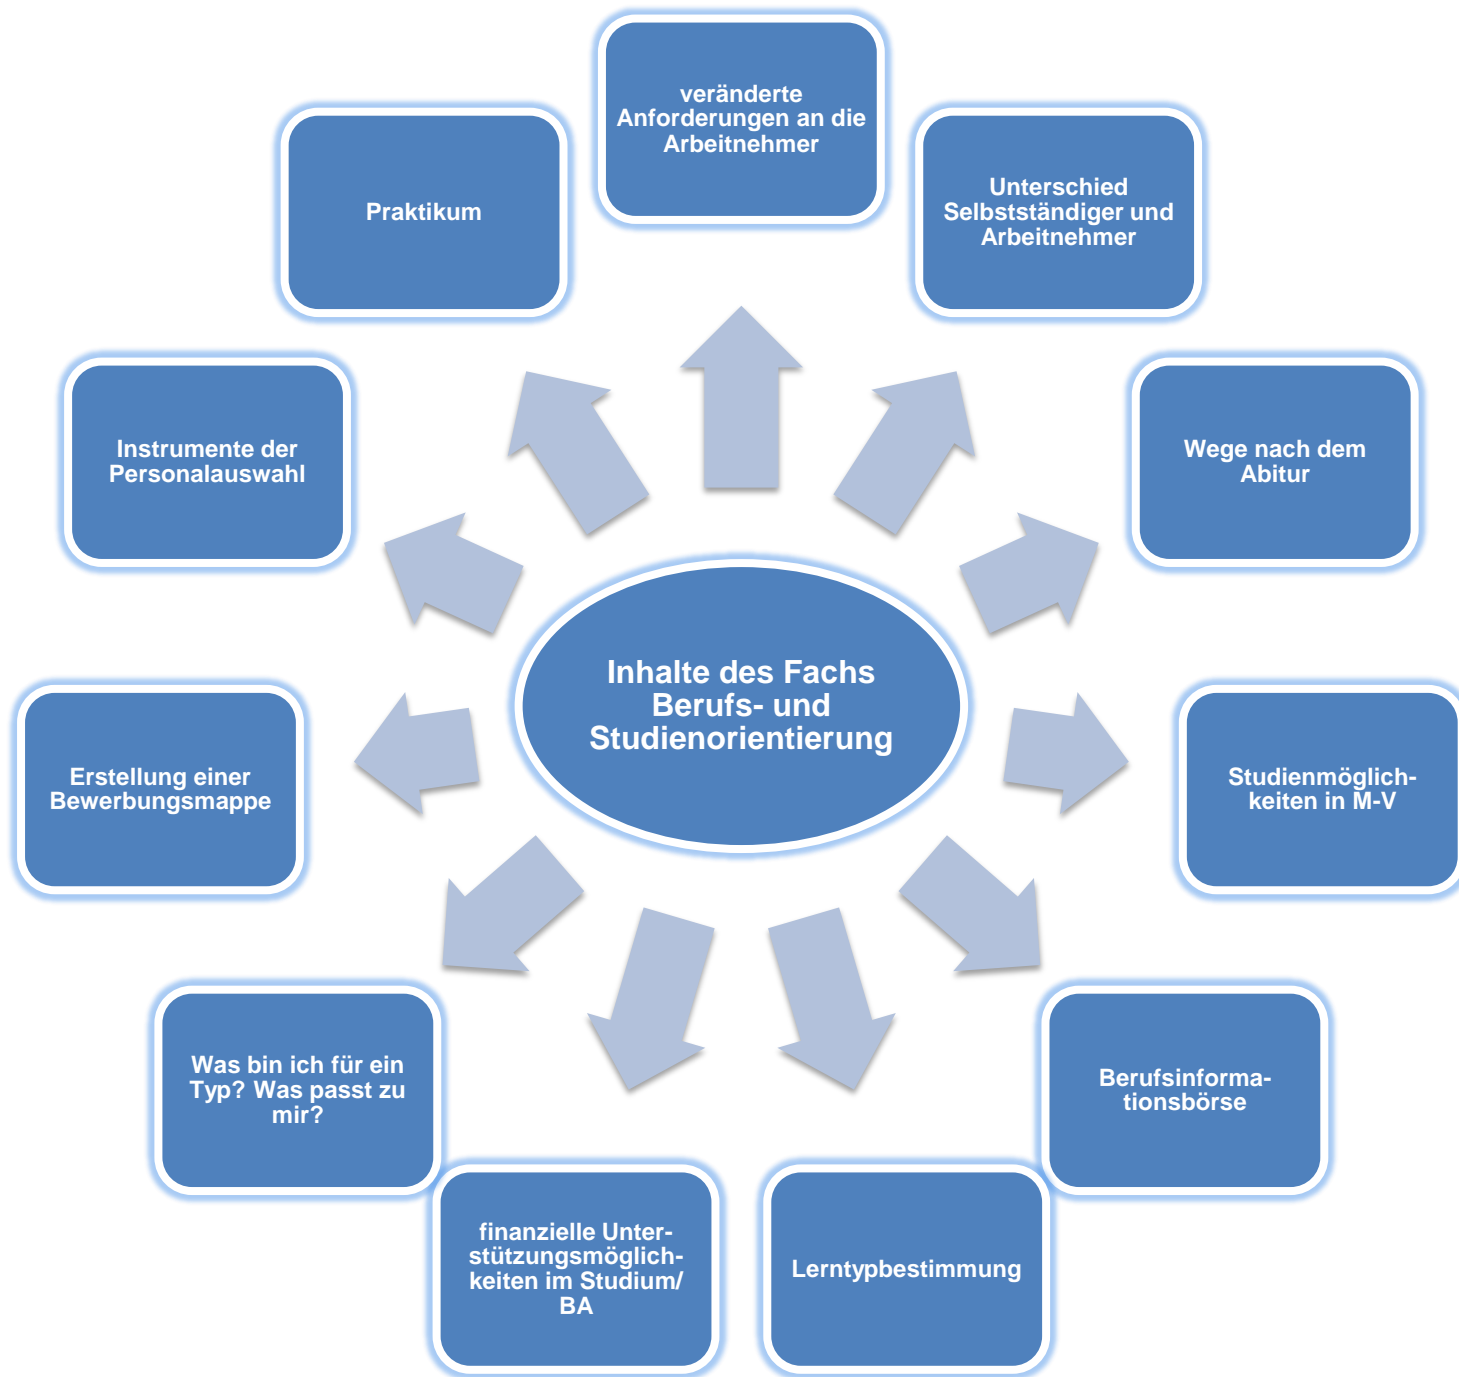 veränderte
Anforderungen an die
Arbeitnehmer
Unterschied
Selbstständiger und
Arbeitnehmer
Praktikum
Instrumente der
Personalauswahl
Wege nach dem
Abitur
Inhalte des Fachs
Berufs- und
Studienorientierung
Erstellung einer
Bewerbungsmappe
Studienmöglich-
keiten in M-V
Was bin ich für ein
Typ? Was passt zu
mir?
Berufsinforma-
tionsbörse
finanzielle Unter-
stützungsmöglich-
keiten im Studium/
BA
Lerntypbestimmung